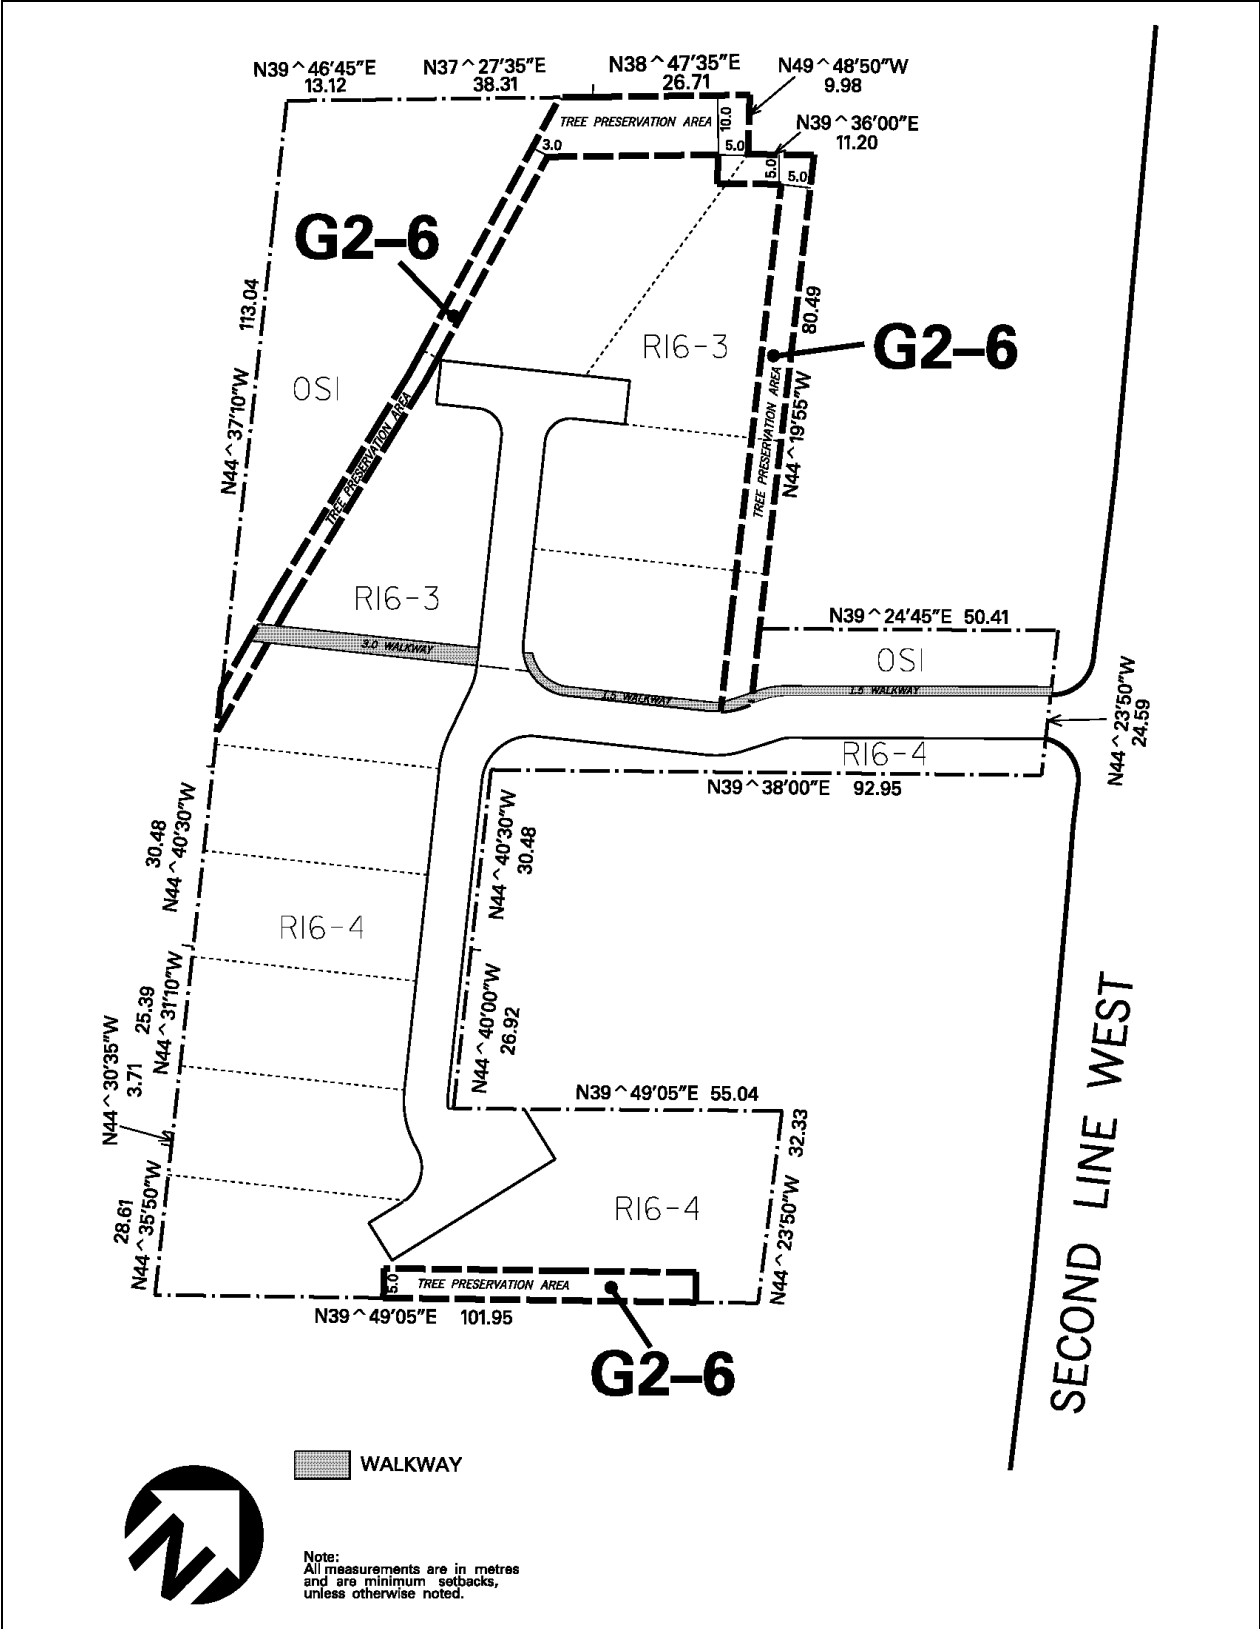 N39^46'45"E
13.12
N37^27'35"E
38.31
N38^47'35"E
26.71
N49^48'50"W
9.98
N39^36'00"E
11.20
TREE PRESERVATION AREA
10.0
3.0
5.0
5.0
5.0
G2–6
113.04
N44^37'10"W
OS1
R16-3
80.49
N44^19'55"W
G2–6
TREE PRESERVATION AREA
TREE PRESERVATION AREA
R16-3
3.0 WALKWAY
N39^24'45"E 50.41
OS1
1.5 WALKWAY
1.5 WALKWAY
N44^23'50"W
24.59
R16-4
N39^38'00"E 92.95
30.48
N44^40'30"W
N44^40'30"W
30.48
R16-4
25.39
N44^31'10"W
N44^40'00"W
26.92
N44^30'35"W
3.71
N39^49'05"E 55.04
32.33
N44^23'50"W
28.61
N44^35'50"W
R16-4
5.0
TREE PRESERVATION AREA
N39^49'05"E 101.95
G2–6
SECOND LINE WEST
WALKWAY
N
Note:
All measurements are in metres
and are minimum setbacks,
unless otherwise noted.